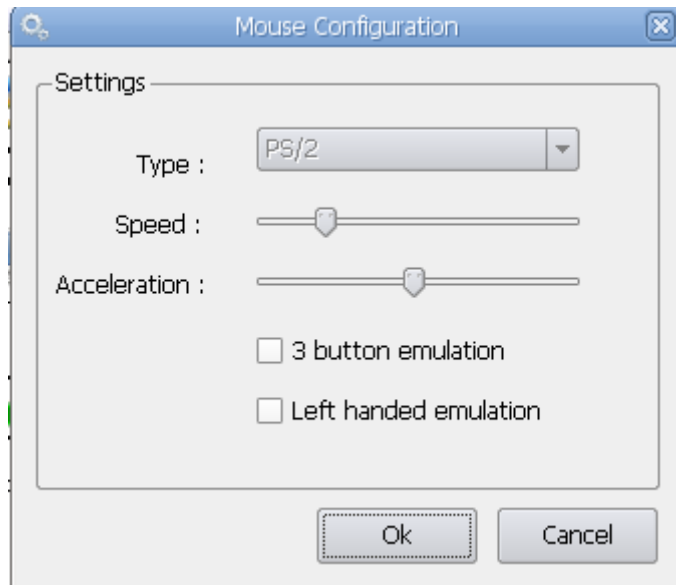 Mouse Configuration
Settings
Type :
PS/2
Speed :
Acceleration :
3 button emulation
Left handed emulation
Ok
Cancel